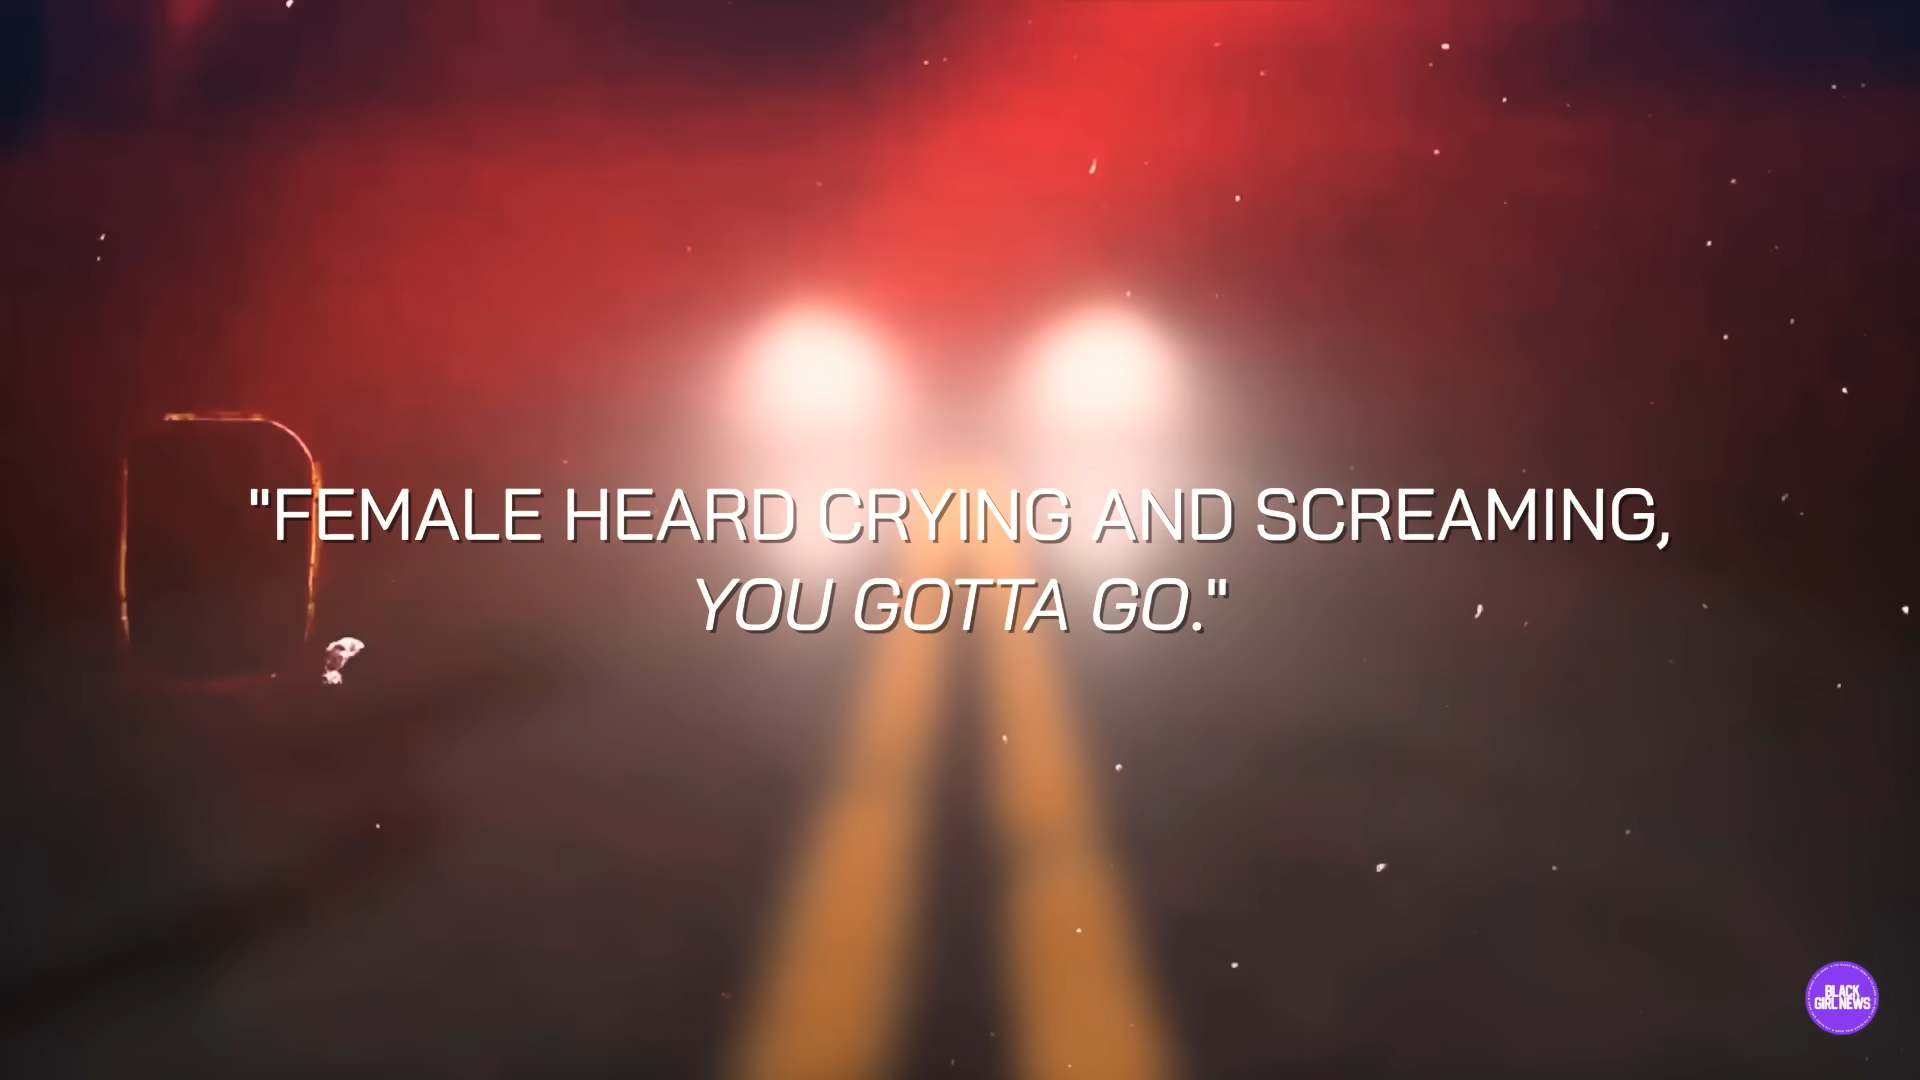 "FEMALE HEARD CRYING AND SCREAMING,
YOU GOTTA GO."
BLACK
GIRL NEWS